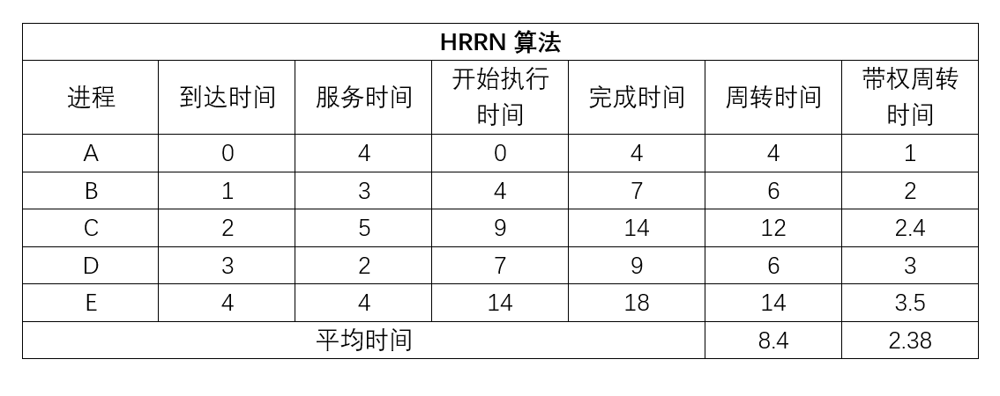 HRRN 算法
进程 到达时间 服务时间 开始执行时间 完成时间 周转时间 带权周转时间
A 0 4 0 4 4 1
B 1 3 4 7 6 2
C 2 5 9 14 12 2.4
D 3 2 7 9 6 3
E 4 4 14 18 14 3.5
平均时间 8.4 2.38